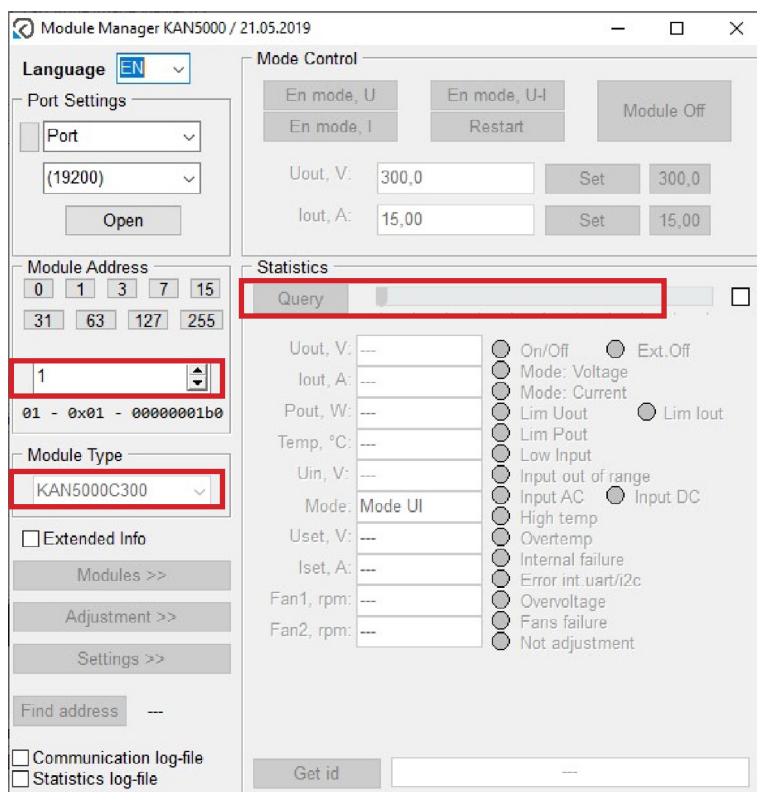 Module Manager KAN5000 / 21.05.2019
Language EN
Port Settings
Port
(19200)
Open
Module Address
0 1 3 7 15
31 63 127 255
1
01 - 0x01 - 00000001b0
Module Type
KAN5000C300
Extended Info
Modules >>
Adjustment >>
Settings >>
Find address ---
Communication log-file
Statistics log-file
Mode Control
En mode, U En mode, U-I Module Off
En mode, I Restart
Uout, V: 300,0 Set 300,0
Iout, A: 15,00 Set 15,00
Statistics
Query
Uout, V: ---
Iout, A: ---
Pout, W: ---
Temp, °C: ---
Uin, V: ---
Mode: Mode UI
Uset, V: ---
Iset, A: ---
Fan1, rpm: ---
Fan2, rpm: ---
On/Off Ext.Off
Mode: Voltage
Mode: Current
Lim Uout Lim Iout
Lim Pout
Low Input
Input out of range
Input AC Input DC
High temp
Overtemp
Internal failure
Error int.uart/i2c
Overvoltage
Fans failure
Not adjustment
Get id ---